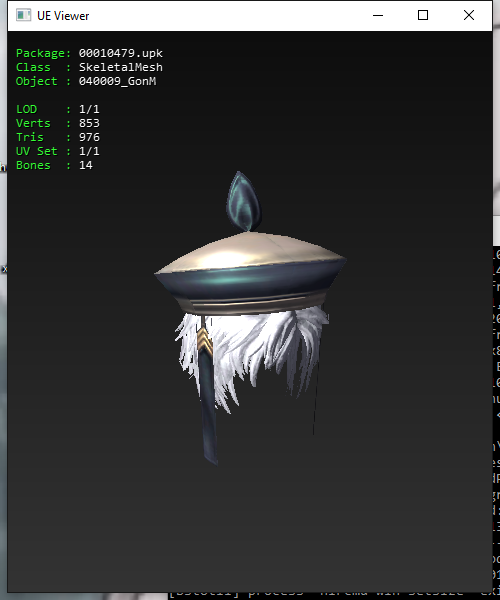 UE Viewer
Package: 00010479.upk
Class : SkeletalMesh
Object : 040009_GonM
LOD : 1/1
Verts : 853
Tris : 976
UV Set : 1/1
Bones : 14